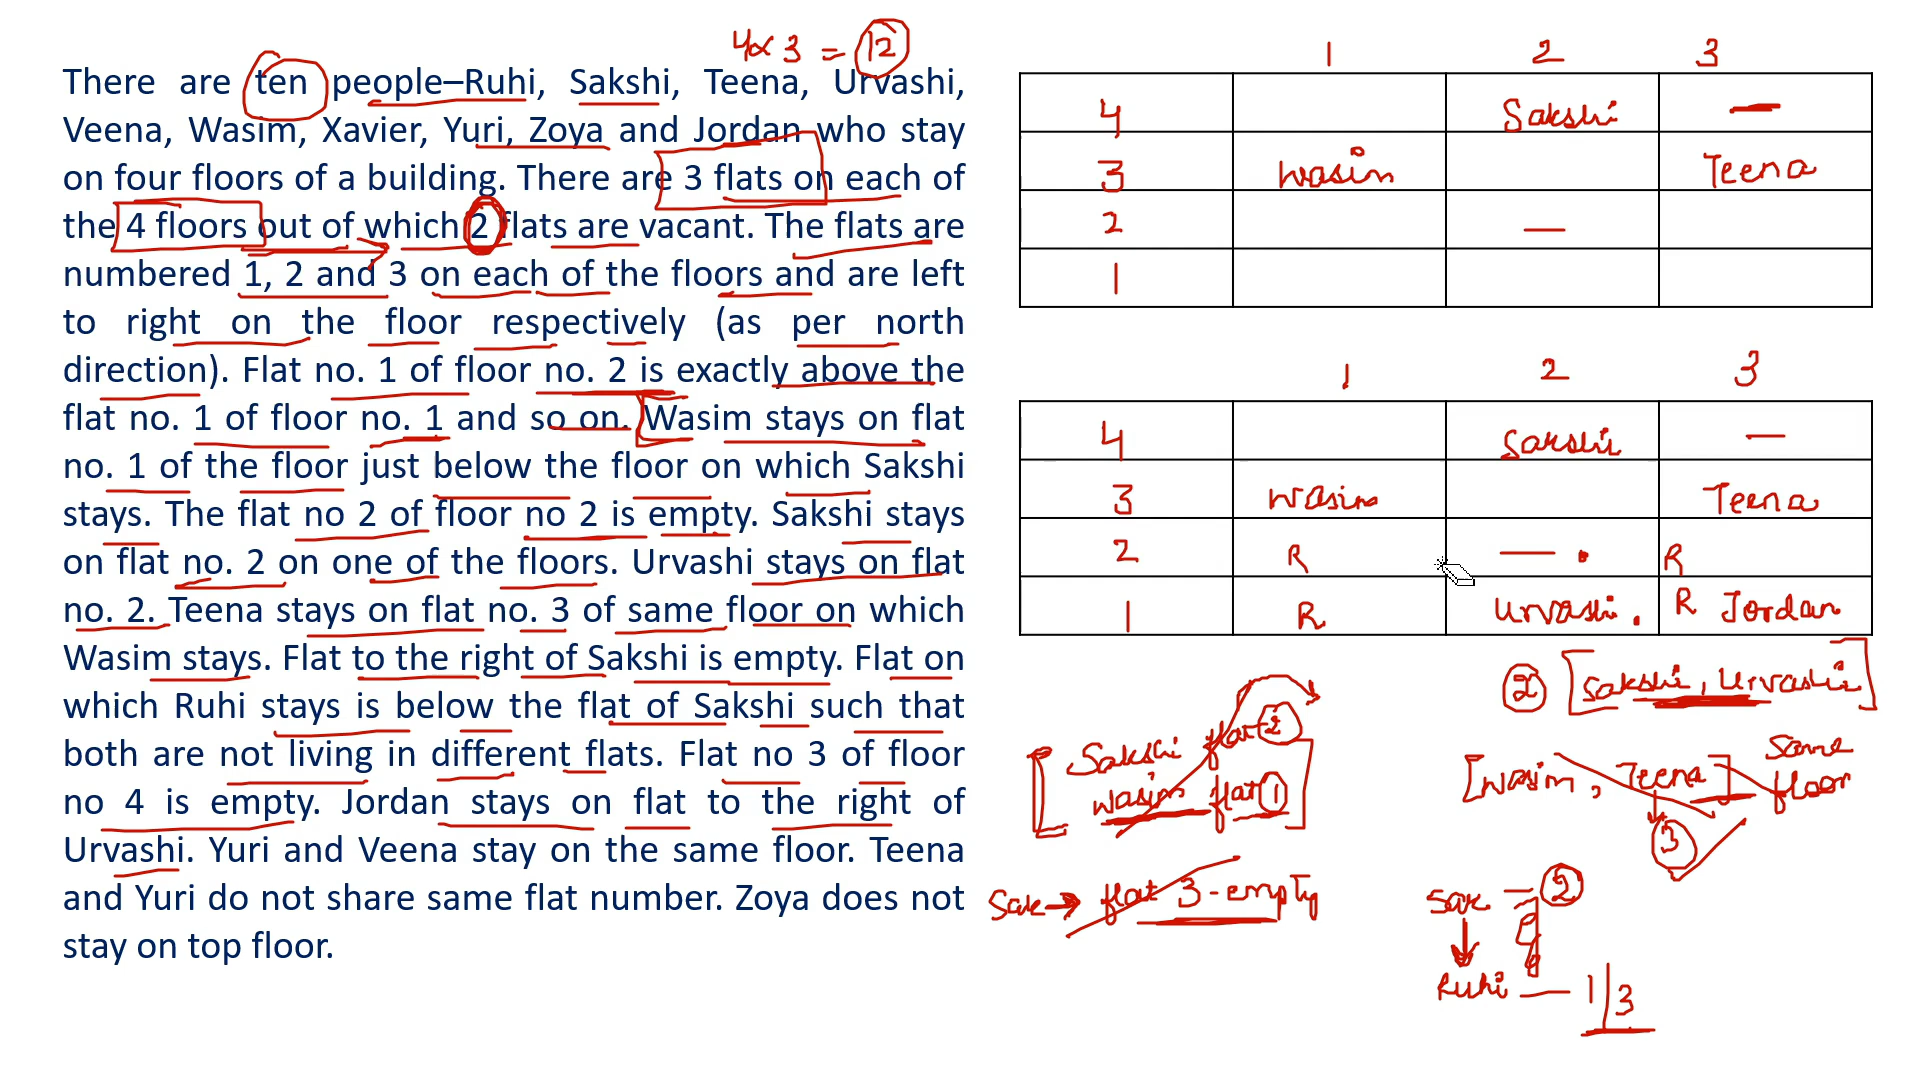 4x 3 = 12
There are ten people–Ruhi, Sakshi, Teena, Urvashi,
Veena, Wasim, Xavier, Yuri, Zoya and Jordan who stay
on four floors of a building. There are 3 flats on each of
the 4 floors out of which 2 flats are vacant. The flats are
numbered 1, 2 and 3 on each of the floors and are left
to right on the floor respectively (as per north
direction). Flat no. 1 of floor no. 2 is exactly above the
flat no. 1 of floor no. 1 and so on. Wasim stays on flat
no. 1 of the floor just below the floor on which Sakshi
stays. The flat no 2 of floor no 2 is empty. Sakshi stays
on flat no. 2 on one of the floors. Urvashi stays on flat
no. 2. Teena stays on flat no. 3 of same floor on which
Wasim stays. Flat to the right of Sakshi is empty. Flat on
which Ruhi stays is below the flat of Sakshi such that
both are not living in different flats. Flat no 3 of floor
no 4 is empty. Jordan stays on flat to the right of
Urvashi. Yuri and Veena stay on the same floor. Teena
and Yuri do not share same flat number. Zoya does not
stay on top floor.
1 2 3
4 Sakshi —
3 Wasim Teena
2 —
1
1 2 3
4 Sakshi —
3 Wasim Teena
2 R — R
1 R Urvashi R Jordan
2 [Sakshi, Urvashi]
[Sakshi flat 2
Wasim flat 1]
[Wasim, Teena] Same
floor
3
Sak → flat 3 - empty
Sak — 2
Ruhi — 1/3